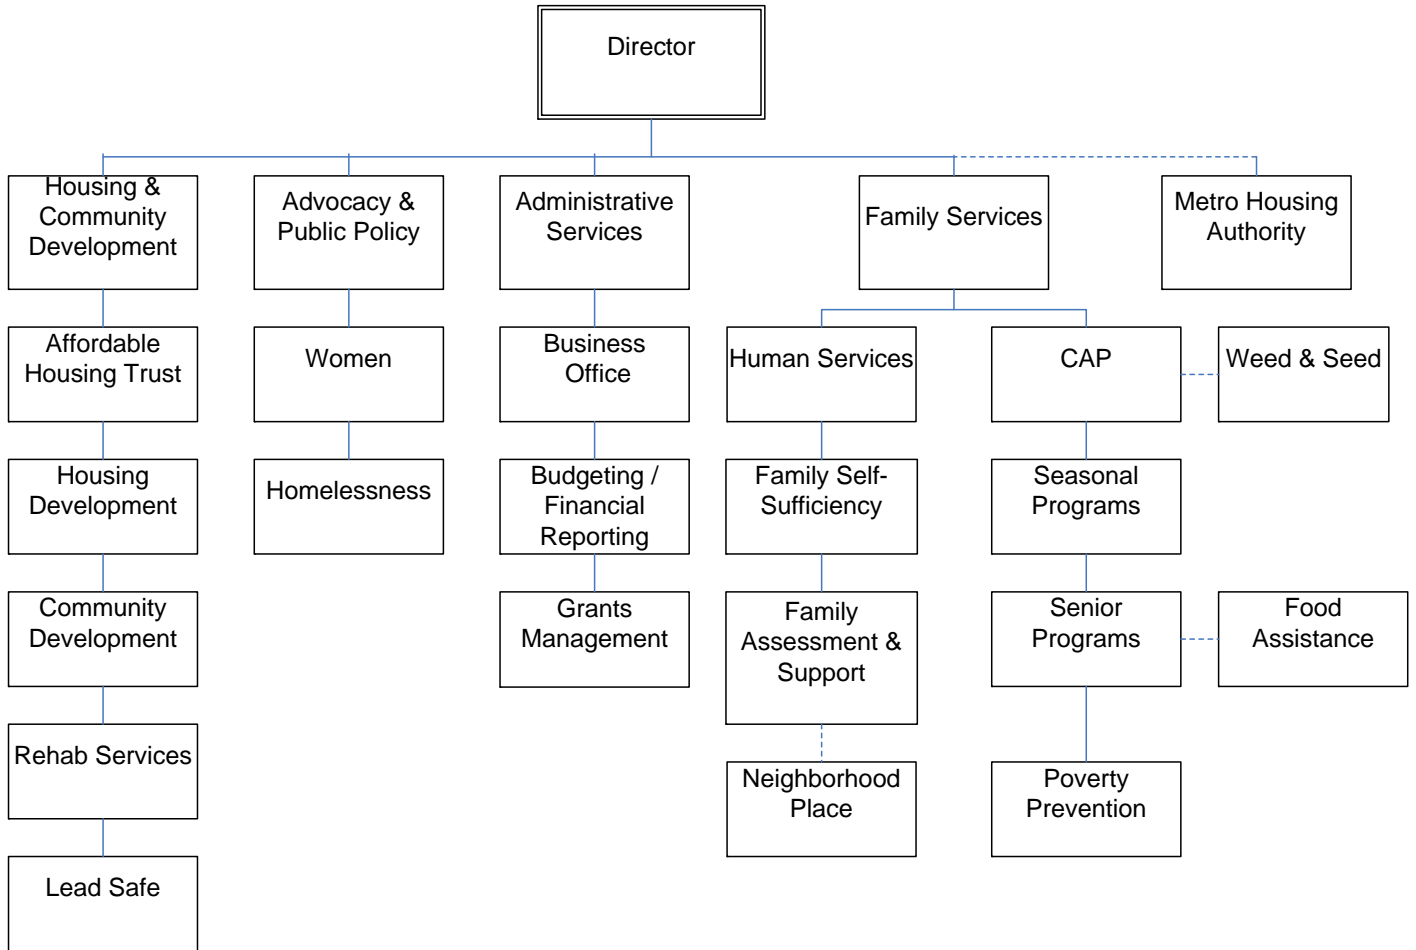 Director
Housing &
Community
Development
Advocacy &
Public Policy
Administrative
Services
Family Services
Metro Housing
Authority
Affordable
Housing Trust
Women
Business
Office
Human Services
CAP
Weed & Seed
Housing
Development
Homelessness
Budgeting /
Financial
Reporting
Family Self-
Sufficiency
Seasonal
Programs
Community
Development
Grants
Management
Family
Assessment &
Support
Senior
Programs
Food
Assistance
Rehab Services
Neighborhood
Place
Poverty
Prevention
Lead Safe